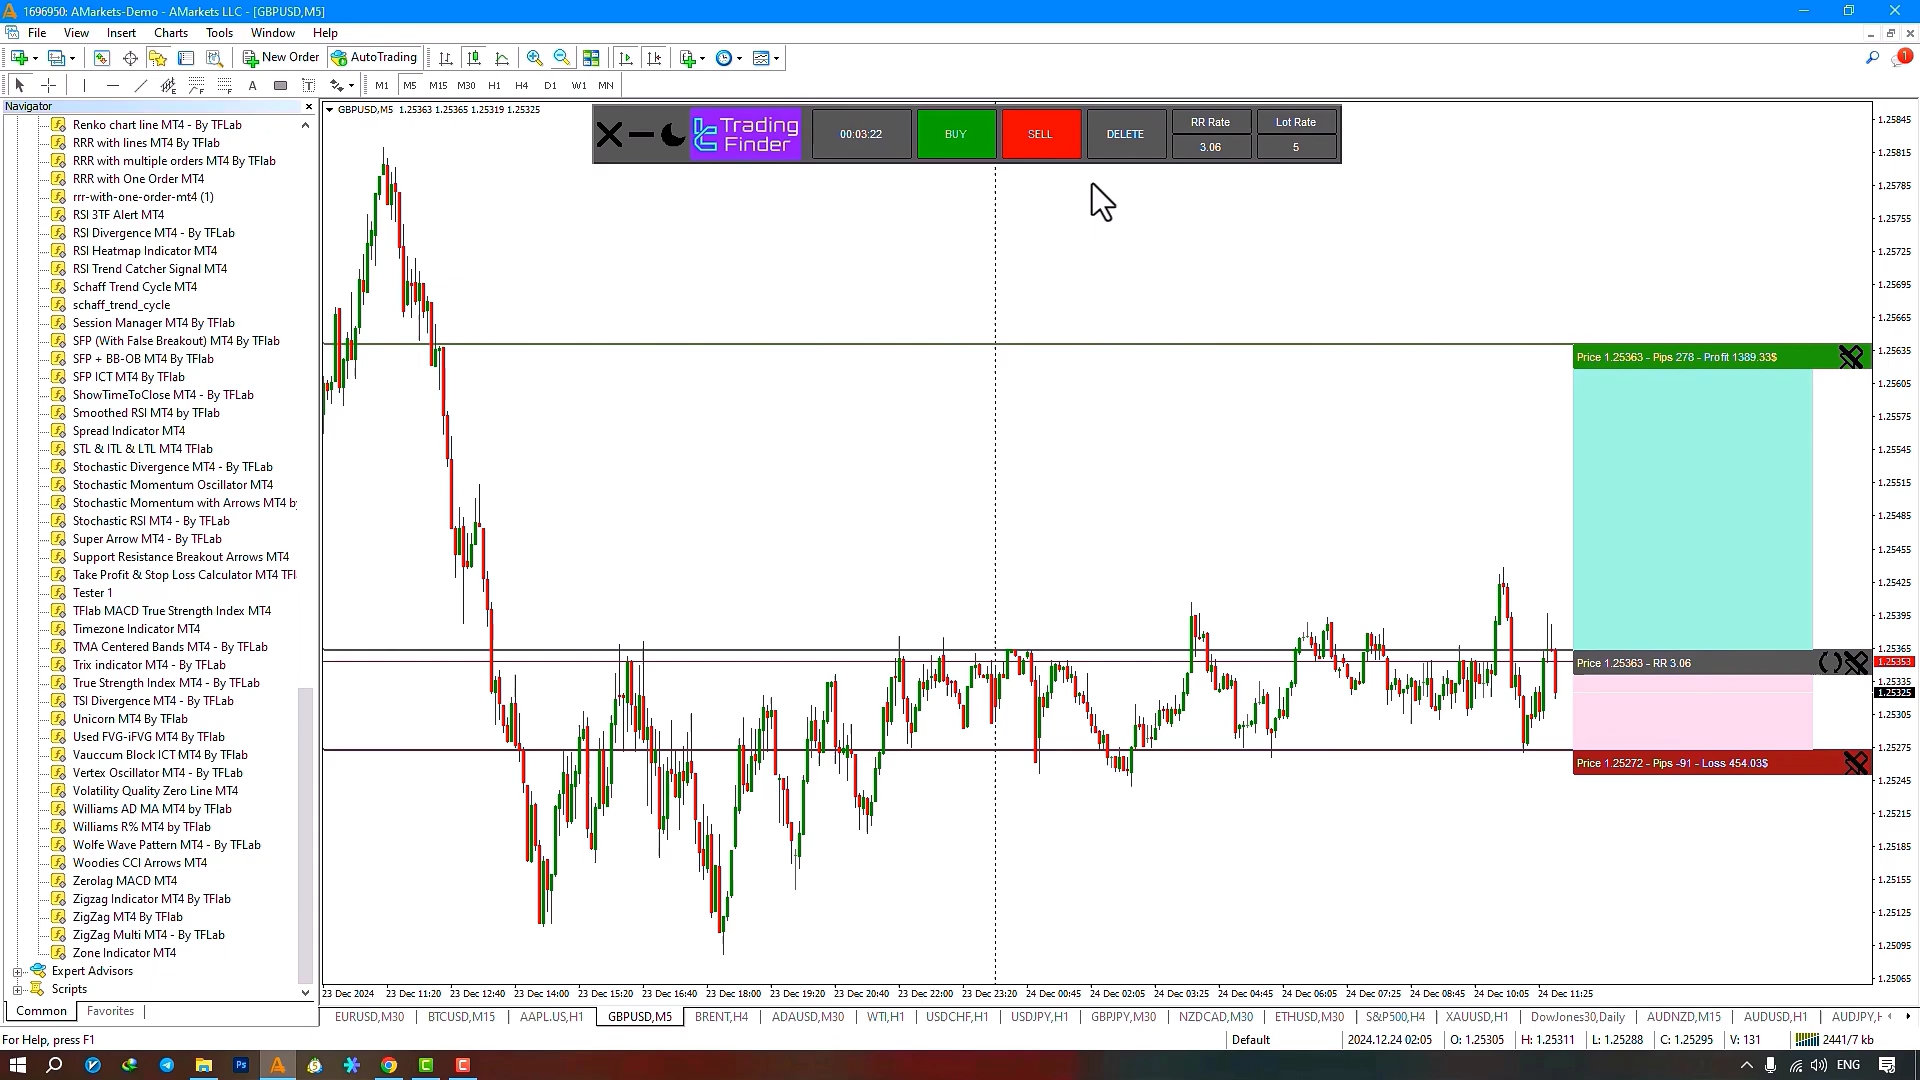 1696950: AMarkets-Demo - AMarkets LLC - [GBPUSD,M5]
File View Insert Charts Tools Window Help
New Order AutoTrading
1
A T M1 M5 M15 M30 H1 H4 D1 W1 MN
Navigator
Renko chart line MT4 - By TFLab
RRR with lines MT4 - By TFLab
RRR with multiple orders MT4 - By TFLab
RRR with One Order MT4
rrr-with-one-order-mt4 (1)
RSI 3TF Alert MT4
RSI Divergence MT4 - By TFLab
RSI Heatmap Indicator MT4
RSI Trend Catcher Signal MT4
Schaff Trend Cycle MT4
schaff_trend_cycle
Session Manager MT4 By TFlab
SFP (With False Breakout) MT4 By TFLab
SFP + BB-OB MT4 By TFlab
SFP ICT MT4 By TFlab
ShowTimeToClose MT4 - By TFLab
Smoothed RSI MT4 by TFlab
Spread Indicator MT4
STL & ITL & LTL MT4 TFlab
Stochastic Divergence MT4 - By TFLab
Stochastic Momentum Oscillator MT4
Stochastic Momentum with Arrows MT4 b
Stochastic RSI MT4 - By TFLab
Super Arrow MT4 - By TFLab
Support Resistance Breakout Arrows MT4
Take Profit & Stop Loss Calculator MT4 TFl
Tester 1
TFlab MACD True Strength Index MT4
Timezone Indicator MT4
TMA Centered Bands MT4 - By TFLab
Trix indicator MT4 - By TFLab
True Strength Index MT4 - By TFLab
TSI Divergence MT4 - By TFLab
Unicorn MT4 By TFlab
Used FVG-iFVG MT4 By TFLab
Vauccum Block ICT MT4 By TFLab
Vertex Oscillator MT4 - By TFLab
Volatility Quality Zero Line MT4
Williams AD MA MT4 by TFlab
Williams R% MT4 by TFlab
Wolfe Wave Pattern MT4 - By TFLab
Woodies CCI Arrows MT4
Zerolag MACD MT4
Zigzag Indicator MT4 - By TFLab
ZigZag MT4 By TFLab
ZigZag Multi MT4 - By TFLab
Zone Indicator MT4
Expert Advisors
Scripts
Common Favorites
GBPUSD,M5 1.25363 1.25365 1.25319 1.25325
Trading Finder
00:03:22
BUY
SELL
DELETE
RR Rate
3.06
Lot Rate
5
Price 1.25363 - Pips 278 - Profit 1389.33$
Price 1.25363 - RR 3.06
Price 1.25272 - Pips -91 - Loss 454.03$
1.25845
1.25815
1.25785
1.25755
1.25725
1.25695
1.25665
1.25635
1.25605
1.25575
1.25545
1.25515
1.25485
1.25455
1.25425
1.25395
1.25365
1.25353
1.25335
1.25325
1.25305
1.25275
1.25245
1.25215
1.25185
1.25155
1.25125
1.25095
1.25065
23 Dec 2024 23 Dec 11:20 23 Dec 12:40 23 Dec 14:00 23 Dec 15:20 23 Dec 16:40 23 Dec 18:00 23 Dec 19:20 23 Dec 20:40 23 Dec 22:00 23 Dec 23:20 24 Dec 00:45 24 Dec 02:05 24 Dec 03:25 24 Dec 04:45 24 Dec 06:05 24 Dec 07:25 24 Dec 08:45 24 Dec 10:05 24 Dec 11:25
EURUSD,M30 BTCUSD,M15 AAPL.US,H1 GBPUSD,M5 BRENT,H4 ADAUSD,M30 WTI,H1 USDCHF,H1 USDJPY,H1 GBPJPY,M30 NZDCAD,M30 ETHUSD,M30 S&P500,H4 XAUUSD,H1 DowJones30,Daily AUDNZD,M15 AUDUSD,H1 AUDJPY,H
For Help, press F1
Default 2024.12.24 02:05 O: 1.25305 H: 1.25311 L: 1.25288 C: 1.25295 V: 131 2441/7 kb
Ps
ENG